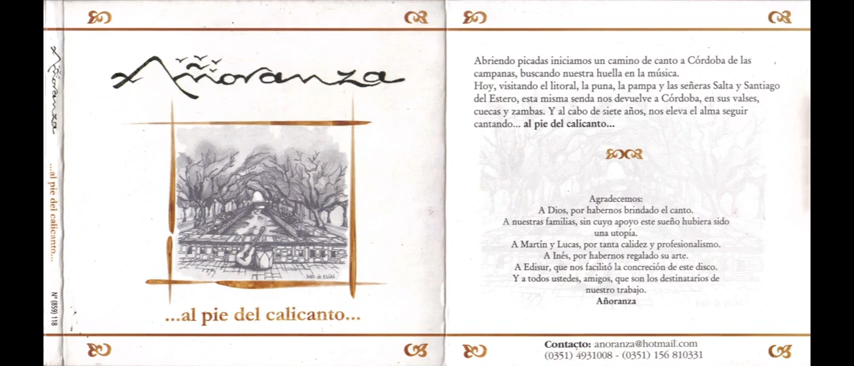 Añoranza
...al pie del calicanto...
Nº (859) 118
Añoranza
...al pie del calicanto...
Abriendo picadas iniciamos un camino de canto a Córdoba de las
campanas, buscando nuestra huella en la música.
Hoy, visitando el litoral, la puna, la pampa y las señeras Salta y Santiago
del Estero, esta misma senda nos devuelve a Córdoba, en sus valses,
cuecas y zambas. Y al cabo de siete años, nos eleva el alma seguir
cantando... al pie del calicanto...
Agradecemos:
A Dios, por habernos brindado el canto.
A nuestras familias, sin cuyo apoyo este sueño hubiera sido
una utopía.
A Martín y Lucas, por tanta calidez y profesionalismo.
A Inés, por habernos regalado su arte.
A Edisur, que nos facilitó la concreción de este disco.
Y a todos ustedes, amigos, que son los destinatarios de
nuestro trabajo.
Añoranza
Contacto: anoranza@hotmail.com
(0351) 4931008 - (0351) 156 810331